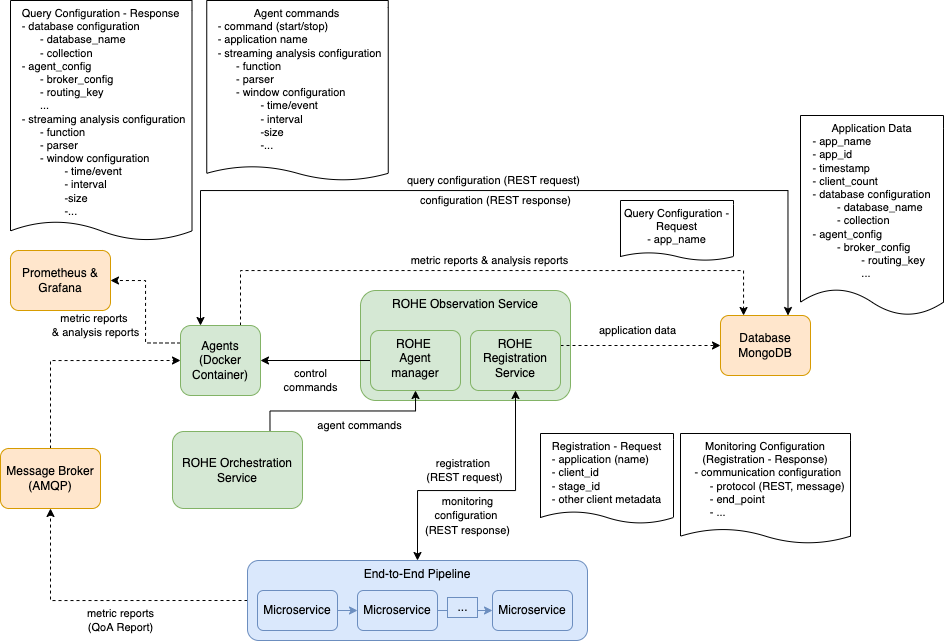 Query Configuration - Response
- database configuration
- database_name
- collection
- agent_config
- broker_config
- routing_key
...
- streaming analysis configuration
- function
- parser
- window configuration
- time/event
- interval
-size
-...
Agent commands
- command (start/stop)
- application name
- streaming analysis configuration
- function
- parser
- window configuration
- time/event
- interval
-size
-...
Application Data
- app_name
- app_id
- timestamp
- client_count
- database configuration
- database_name
- collection
- agent_config
- broker_config
- routing_key
...
query configuration (REST request)
configuration (REST response)
Query Configuration -
Request
- app_name
metric reports & analysis reports
Prometheus &
Grafana
metric reports
& analysis reports
Agents
(Docker
Container)
ROHE Observation Service
ROHE
Agent
manager
ROHE
Registration
Service
application data
Database
MongoDB
control
commands
agent commands
ROHE Orchestration
Service
Message Broker
(AMQP)
registration
(REST request)
monitoring
configuration
(REST response)
Registration - Request
- application (name)
- client_id
- stage_id
- other client metadata
Monitoring Configuration
(Registration - Response)
- communication configuration
- protocol (REST, message)
- end_point
- ...
End-to-End Pipeline
Microservice
Microservice
...
Microservice
metric reports
(QoA Report)